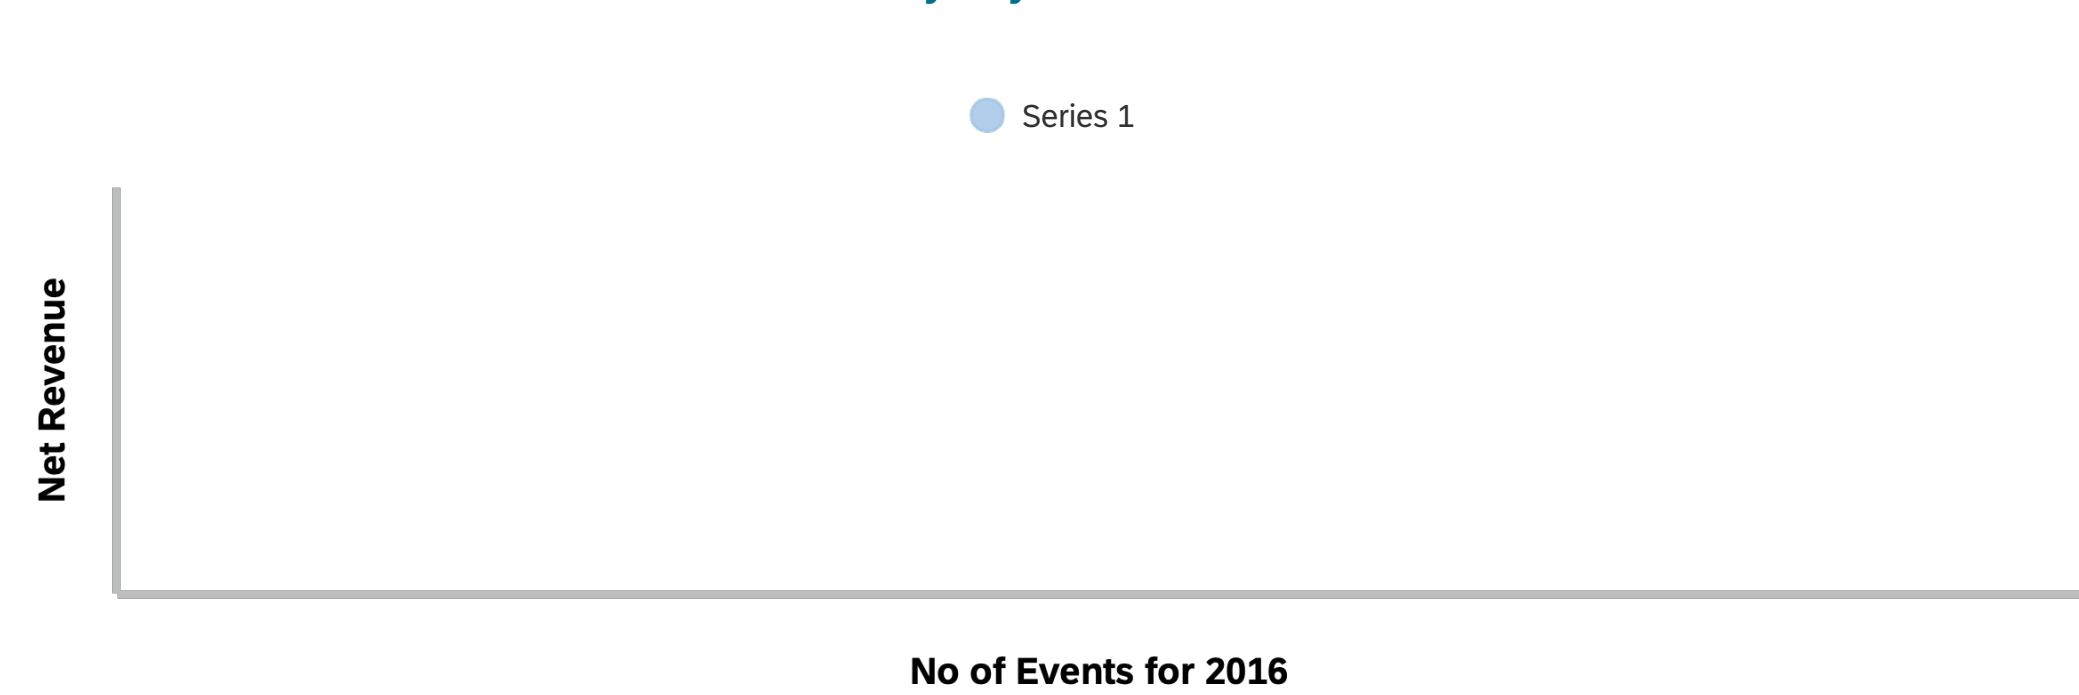 Series 1
Net Revenue
No of Events for 2016